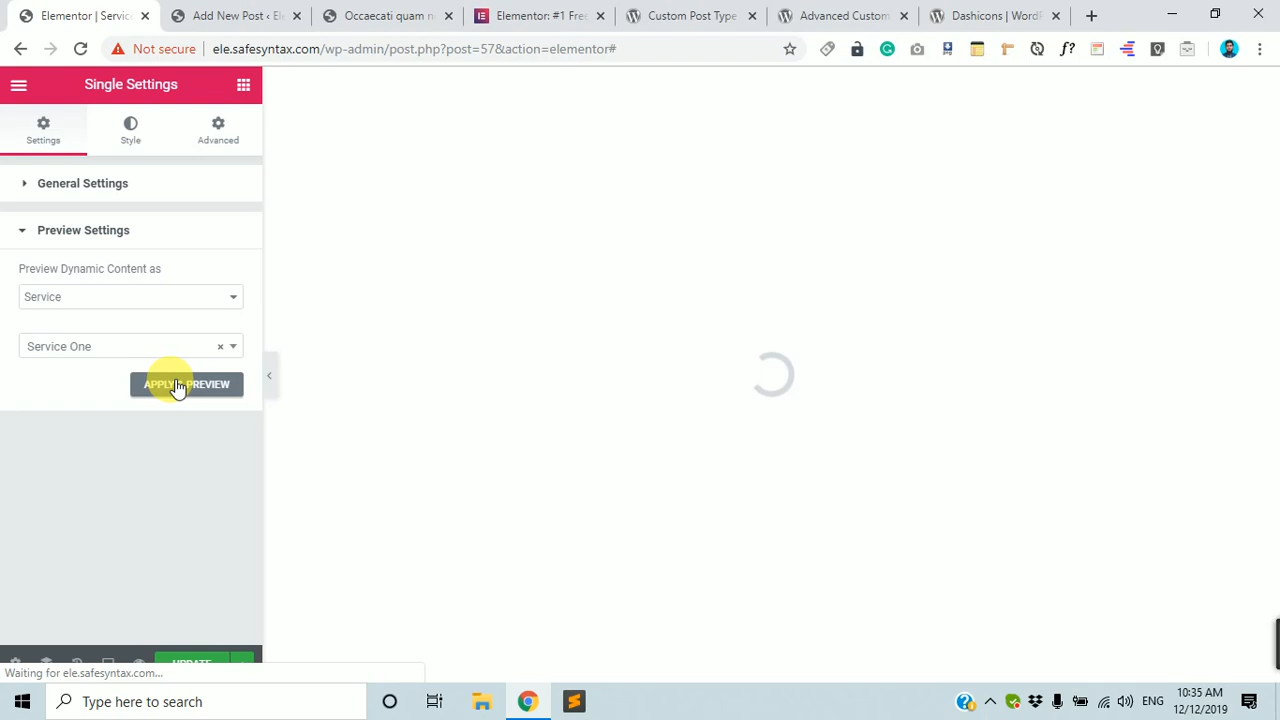 Elementor | Servic
Add New Post ‹ Ele
Occaecati quam n
Elementor: #1 Free
Custom Post Type
Advanced Custom
Dashicons | WordP
Not secure
ele.safesyntax.com/wp-admin/post.php?post=57&action=elementor#
f?
Single Settings
Settings
Style
Advanced
General Settings
Preview Settings
Preview Dynamic Content as
Service
Service One
APPLY & PREVIEW
UPDATE
Waiting for ele.safesyntax.com...
Type here to search
ENG
10:35 AM
12/12/2019